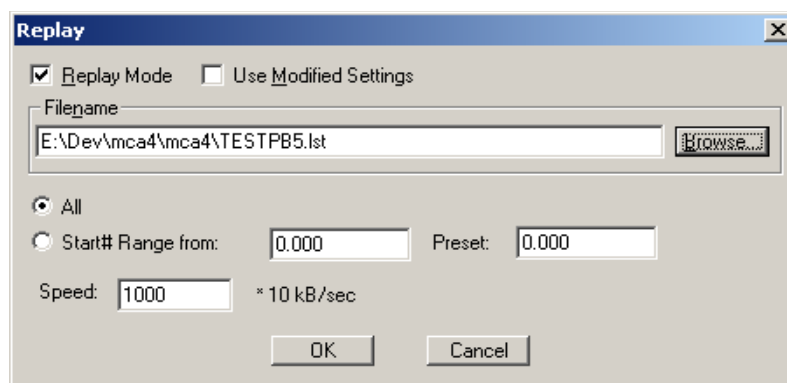 Replay
Replay Mode Use Modified Settings
Filename
E:\Dev\mca4\mca4\TESTPB5.lst Browse...
All
Start# Range from: 0.000 Preset: 0.000
Speed: 1000 * 10 kB/sec
OK Cancel